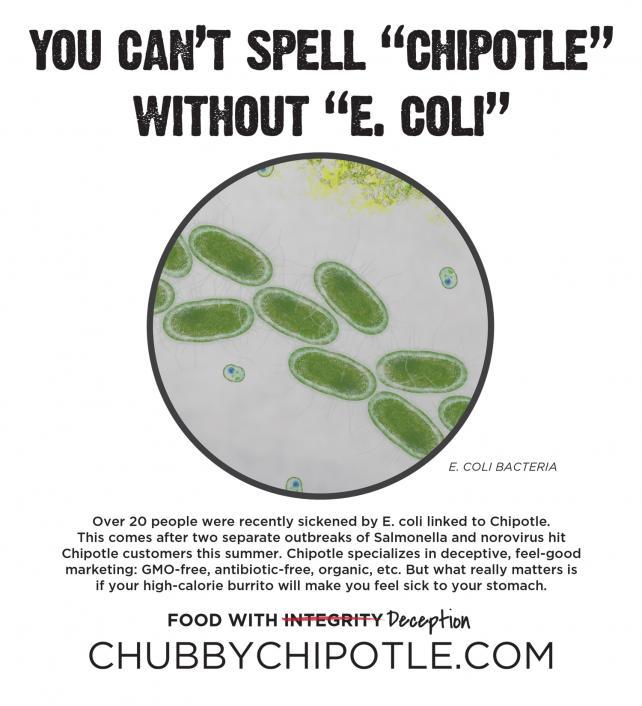 YOU CAN'T SPELL “CHIPOTLE”
WITHOUT “E. COLI”
E. COLI BACTERIA
Over 20 people were recently sickened by E. coli linked to Chipotle.
This comes after two separate outbreaks of Salmonella and norovirus hit
Chipotle customers this summer. Chipotle specializes in deceptive, feel-good
marketing: GMO-free, antibiotic-free, organic, etc. But what really matters is
if your high-calorie burrito will make you feel sick to your stomach.
FOOD WITH INTEGRITY Deception
CHUBBYCHIPOTLE.COM